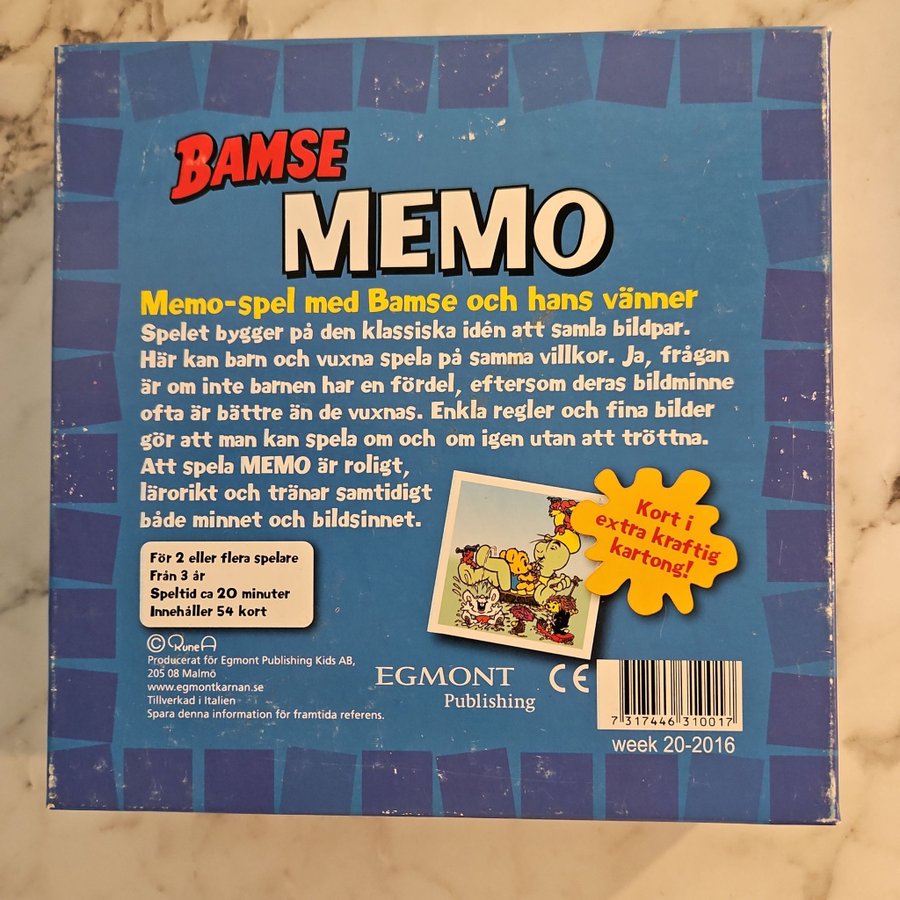 BAMSE
MEMO
Memo-spel med Bamse och hans vänner
Spelet bygger på den klassiska idén att samla bildpar.
Här kan barn och vuxna spela på samma villkor. Ja, frågan
är om inte barnen har en fördel, eftersom deras bildminne
ofta är bättre än de vuxnas. Enkla regler och fina bilder
gör att man kan spela om och om igen utan att tröttna.
Att spela MEMO är roligt,
lärorikt och tränar samtidigt
både minnet och bildsinnet.
Kort i
extra kraftig
kartong!
För 2 eller flera spelare
Från 3 år
Speltid ca 20 minuter
Innehåller 54 kort
© Rune A
Producerat för Egmont Publishing Kids AB,
205 08 Malmö
www.egmontkarnan.se
Tillverkad i Italien
Spara denna information för framtida referens.
EGMONT
Publishing
CE
7 317446 310017
week 20-2016